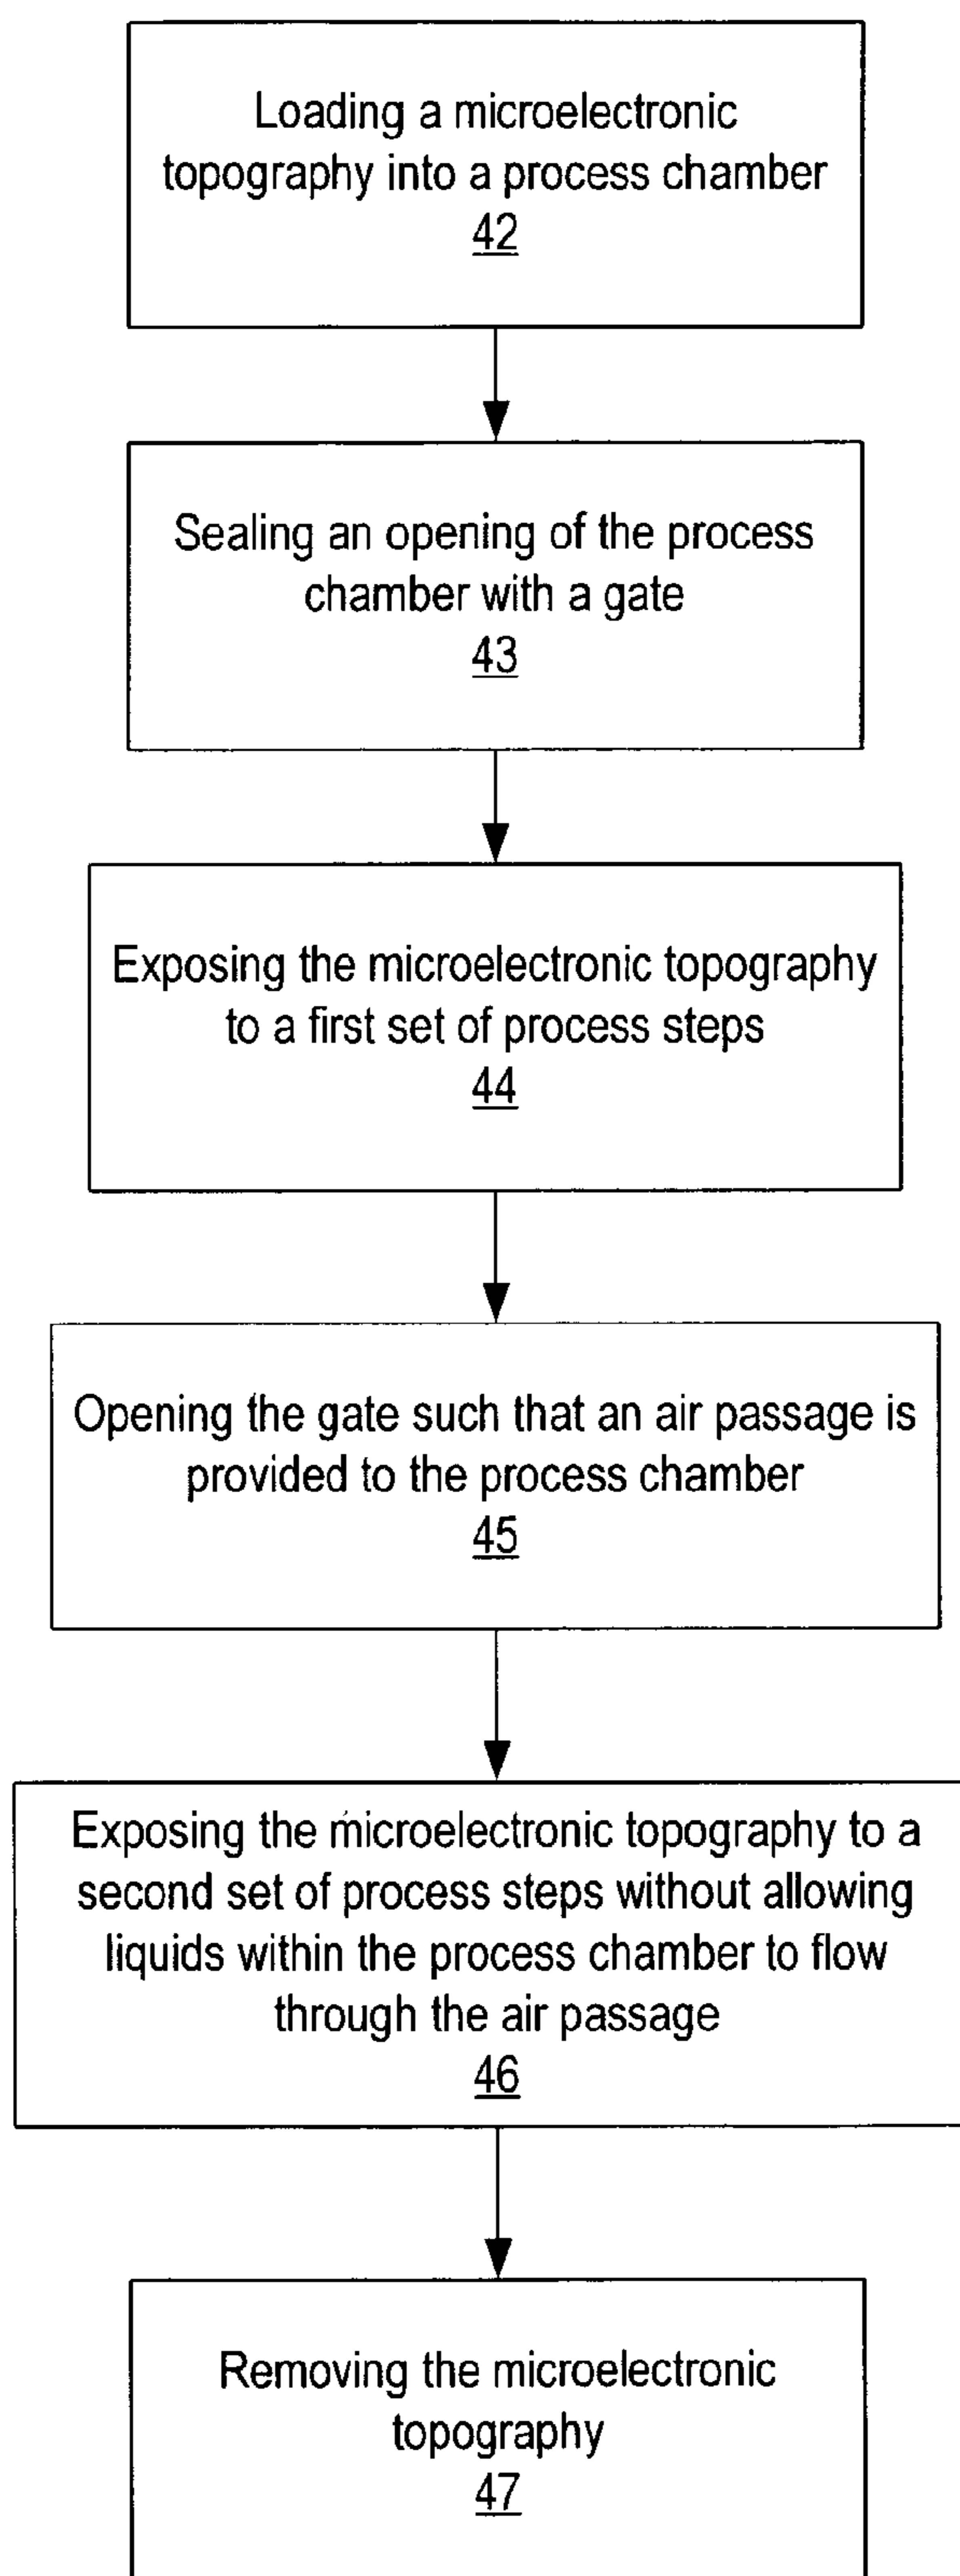 Loading a microelectronic
topography into a process chamber
42
Sealing an opening of the process
chamber with a gate
43
Exposing the microelectronic topography
to a first set of process steps
44
Opening the gate such that an air passage is
provided to the process chamber
45
Exposing the microelectronic topography to a
second set of process steps without allowing
liquids within the process chamber to flow
through the air passage
46
Removing the microelectronic
topography
47